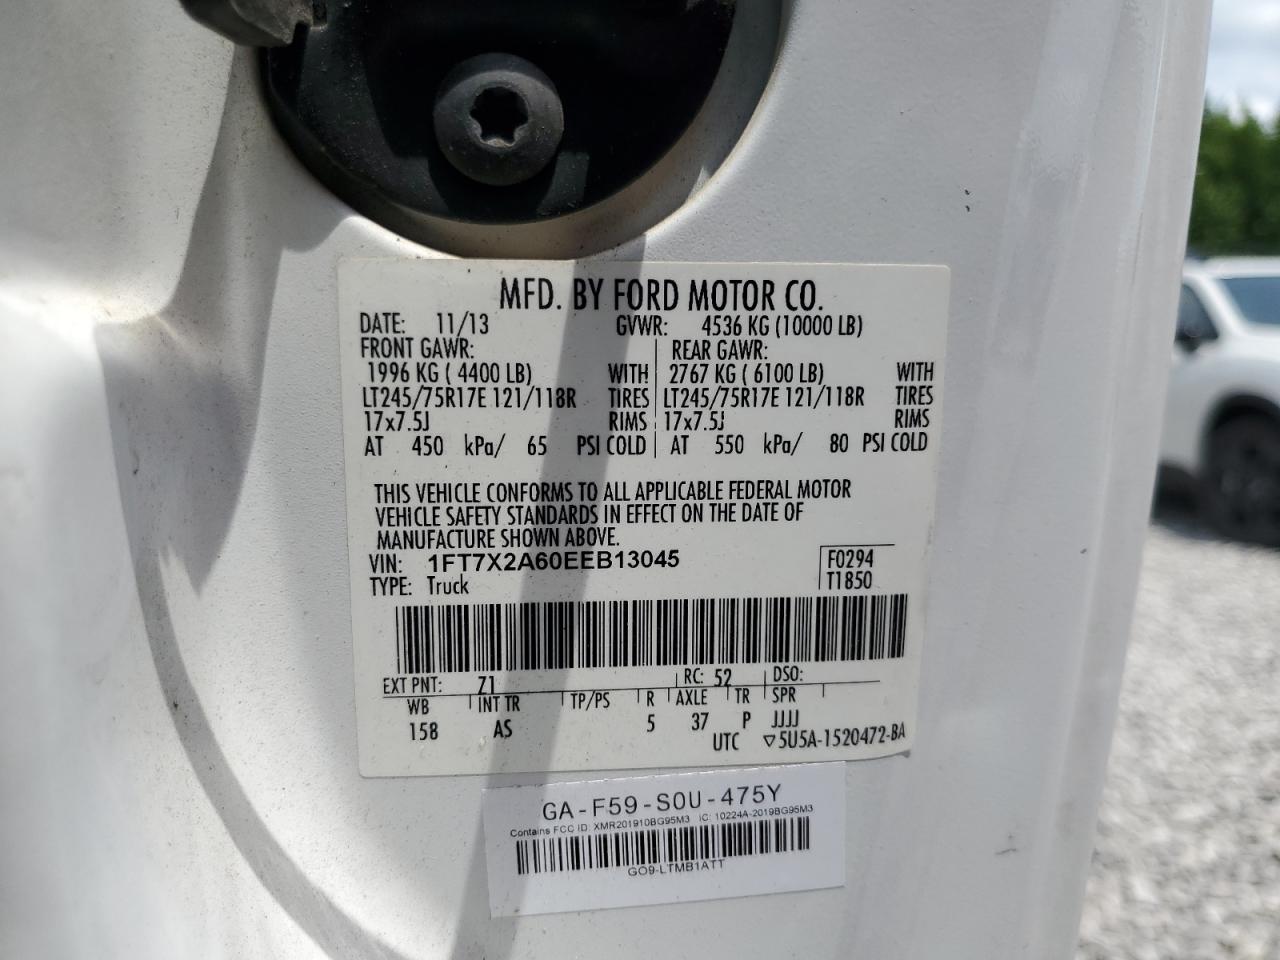 MFD. BY FORD MOTOR CO.
DATE: 11/13 GVWR: 4536 KG (10000 LB)
FRONT GAWR: REAR GAWR:
1996 KG ( 4400 LB) WITH 2767 KG ( 6100 LB) WITH
LT245/75R17E 121/118R TIRES LT245/75R17E 121/118R TIRES
17x7.5J RIMS 17x7.5J RIMS
AT 450 kPa/ 65 PSI COLD AT 550 kPa/ 80 PSI COLD
THIS VEHICLE CONFORMS TO ALL APPLICABLE FEDERAL MOTOR
VEHICLE SAFETY STANDARDS IN EFFECT ON THE DATE OF
MANUFACTURE SHOWN ABOVE.
VIN: 1FT7X2A60EEB13045 F0294
TYPE: Truck T1850
EXT PNT: Z1 RC: 52 DSO:
WB INT TR TP/PS R AXLE TR SPR
158 AS 5 37 P JJJJ
UTC ▽5U5A-1520472-BA
GA-F59-S0U-475Y
Contains FCC ID: XMR201910BG95M3 IC: 10224A-2019BG95M3
GO9-LTMB1ATT